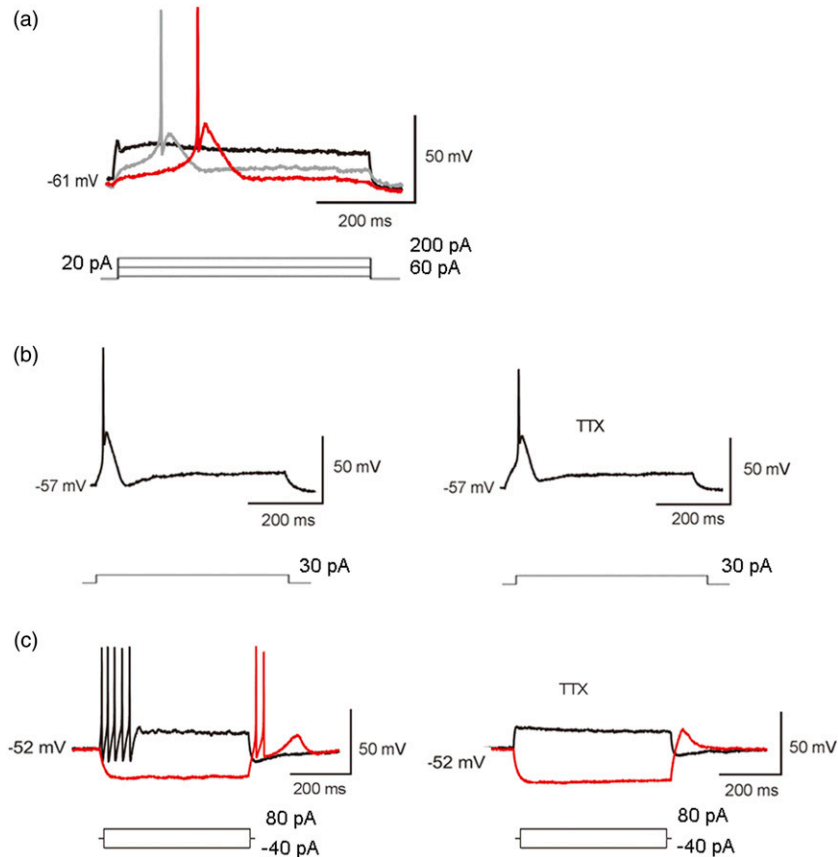 (a)
50 mV
-61 mV
200 ms
200 pA
20 pA
60 pA
(b)
TTX
-57 mV
50 mV
200 ms
-57 mV
50 mV
200 ms
30 pA
30 pA
(c)
TTX
-52 mV
50 mV
200 ms
-52 mV
50 mV
200 ms
80 pA
-40 pA
80 pA
-40 pA